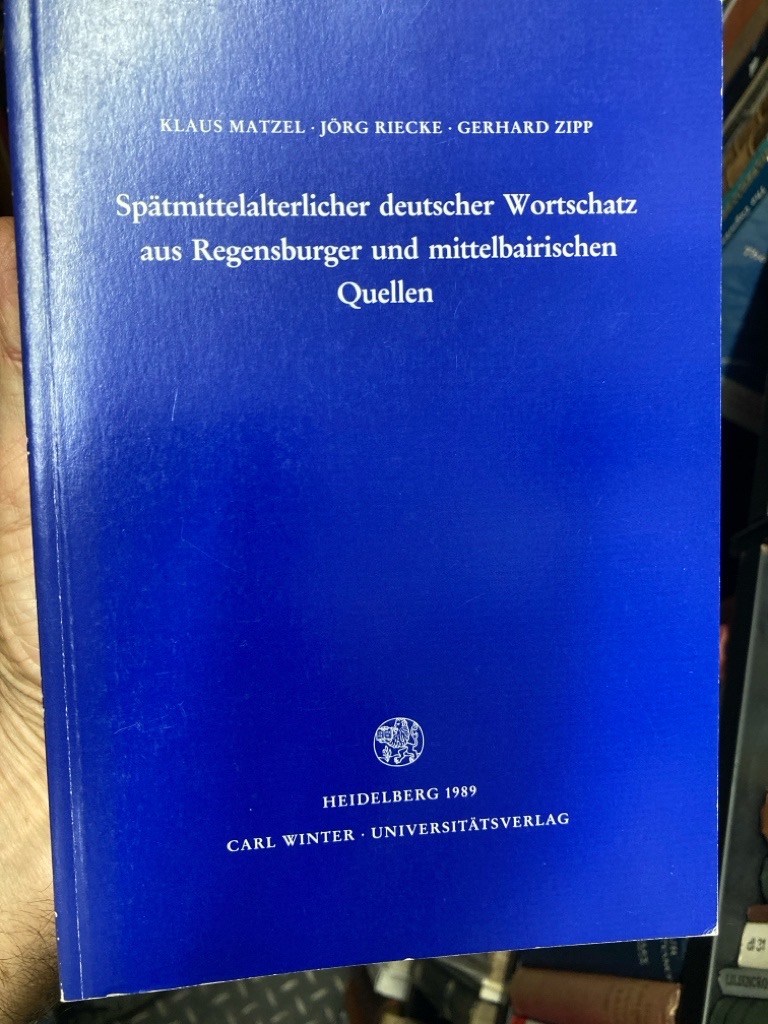 KLAUS MATZEL · JÖRG RIECKE · GERHARD ZIPP
Spätmittelalterlicher deutscher Wortschatz
aus Regensburger und mittelbairischen
Quellen
HEIDELBERG 1989
CARL WINTER · UNIVERSITÄTSVERLAG